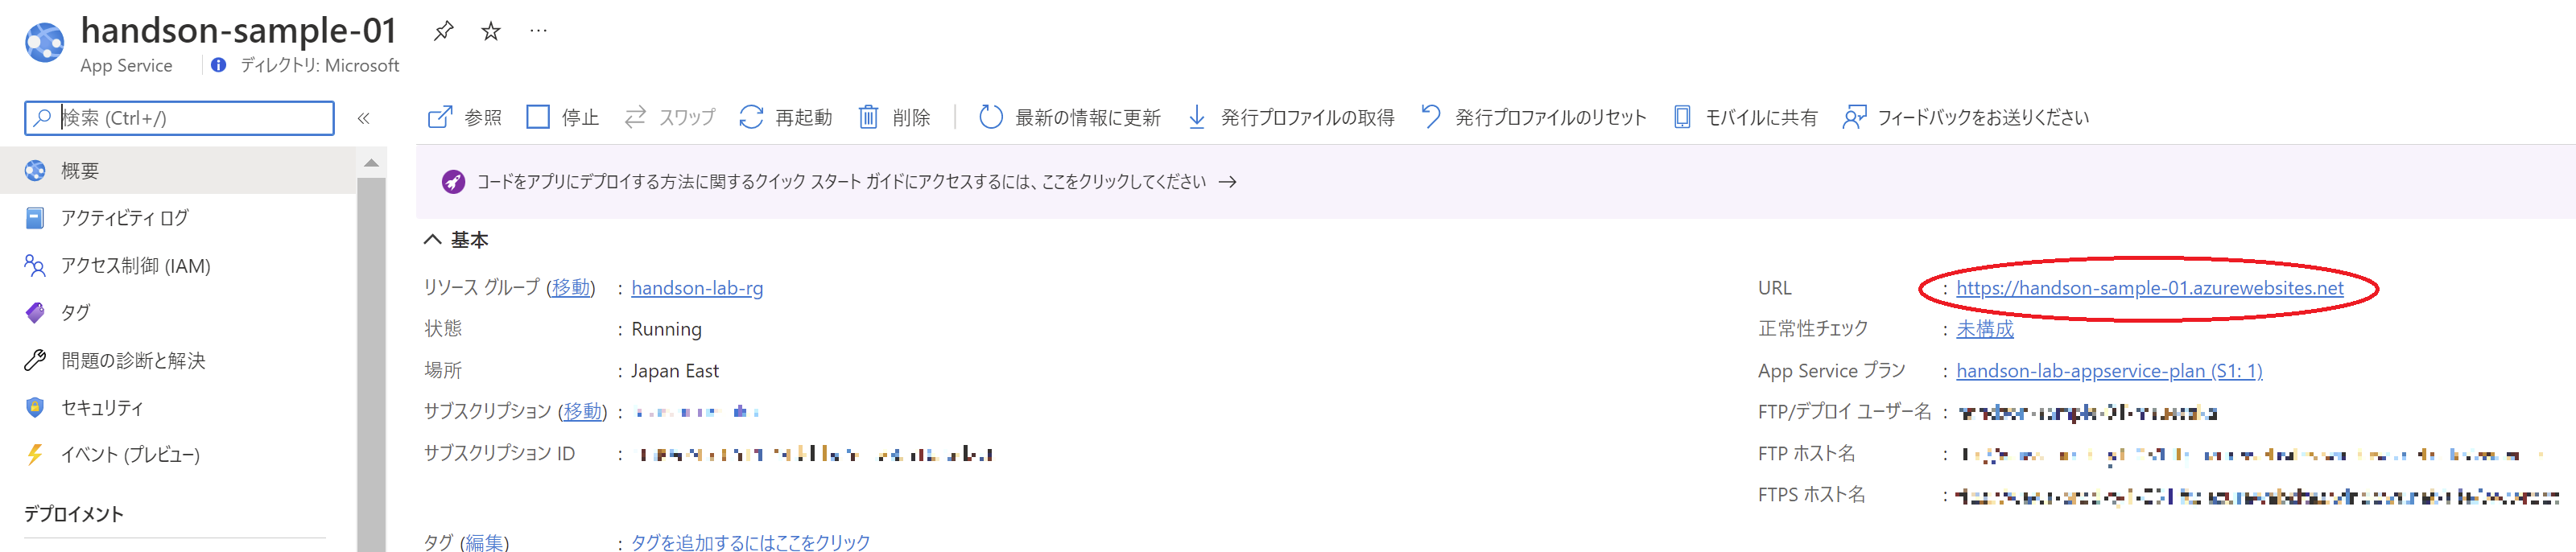 handson-sample-01
App Service
ディレクトリ: Microsoft
検索 (Ctrl+/)
参照 停止 スワップ 再起動 削除 最新の情報に更新 発行プロファイルの取得 発行プロファイルのリセット モバイルに共有 フィードバックをお送りください
概要
アクティビティ ログ
アクセス制御 (IAM)
タグ
問題の診断と解決
セキュリティ
イベント (プレビュー)
デプロイメント
コードをアプリにデプロイする方法に関するクイック スタート ガイドにアクセスするには、ここをクリックしてください →
基本
リソース グループ (移動) : handson-lab-rg
状態 : Running
場所 : Japan East
サブスクリプション (移動) :
サブスクリプション ID :
タグ (編集) : タグを追加するにはここをクリック
URL : https://handson-sample-01.azurewebsites.net
正常性チェック : 未構成
App Service プラン : handson-lab-appservice-plan (S1: 1)
FTP/デプロイ ユーザー名 :
FTP ホスト名 :
FTPS ホスト名 :